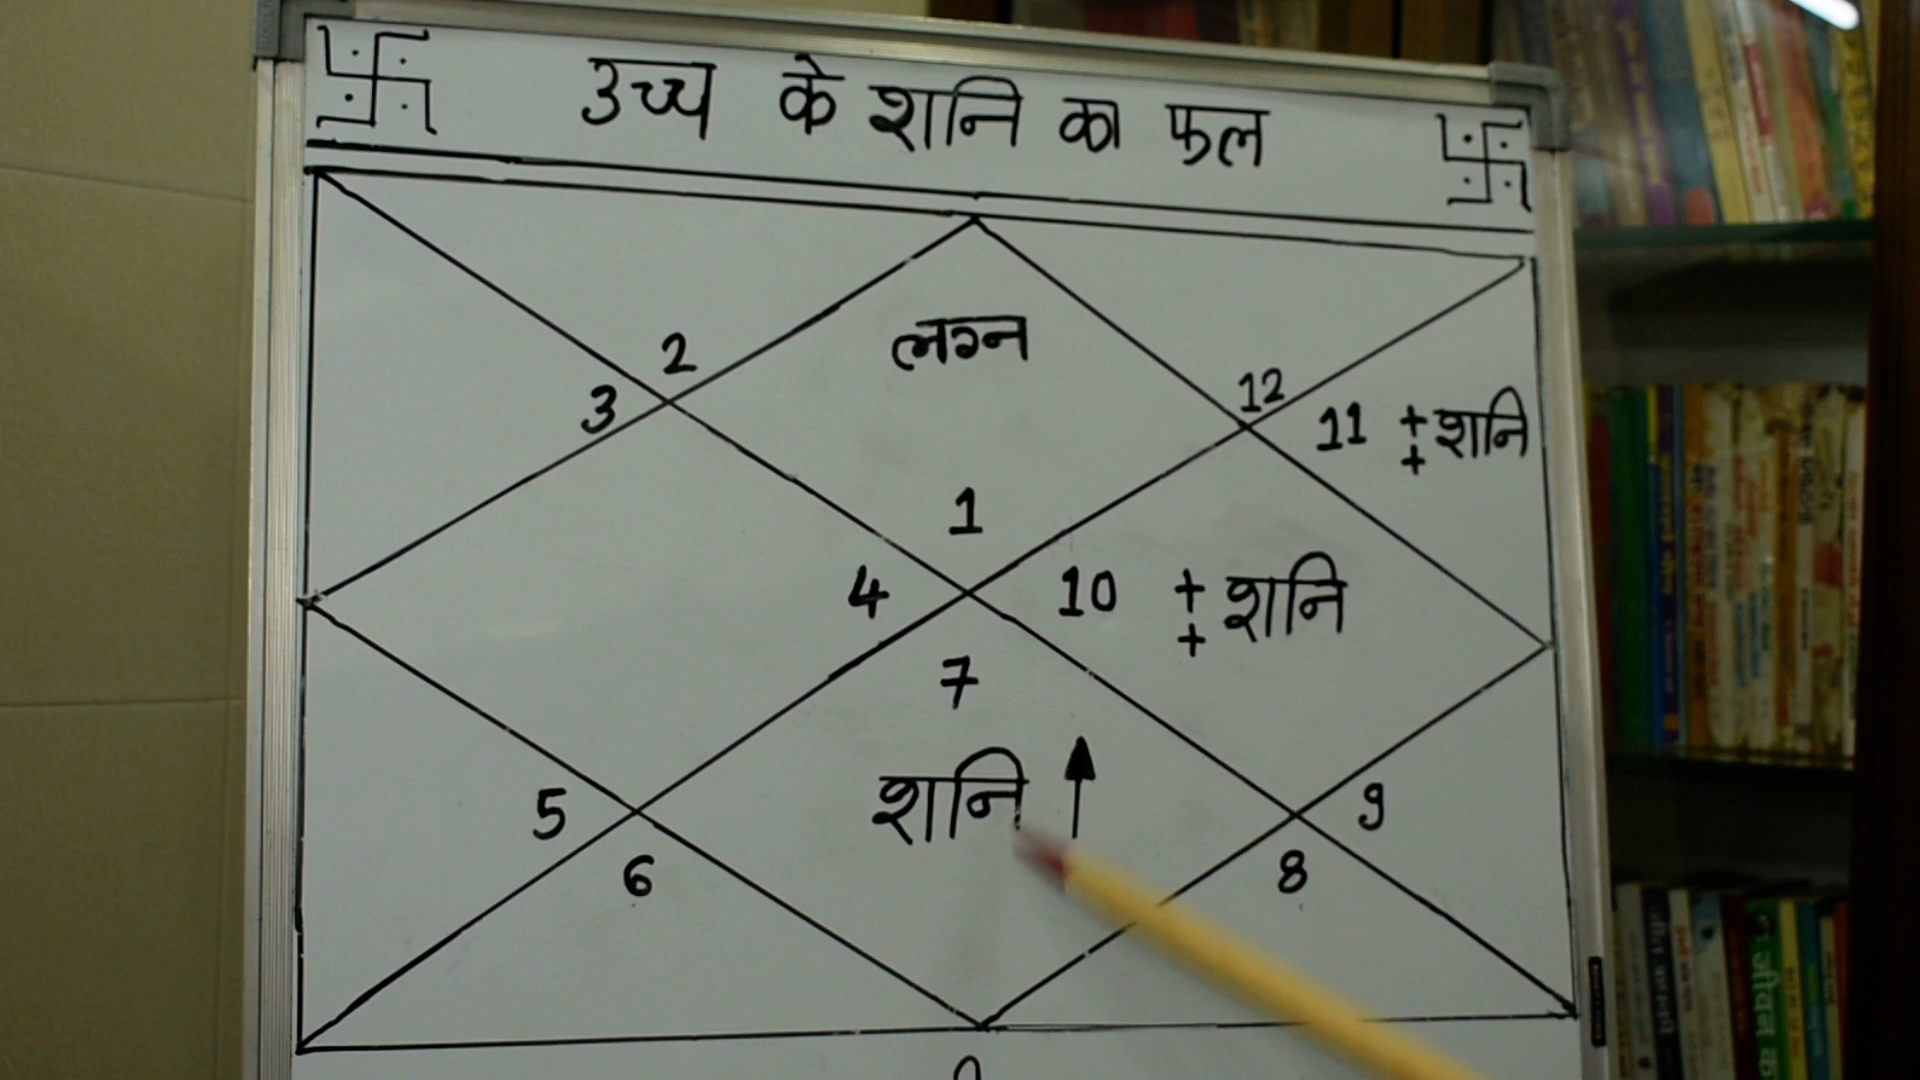 उच्च के शनि का फल
लग्न
2
12
3
11 ++ शनि
1
4
10 ++ शनि
7
शनि ↑
5
9
6
8